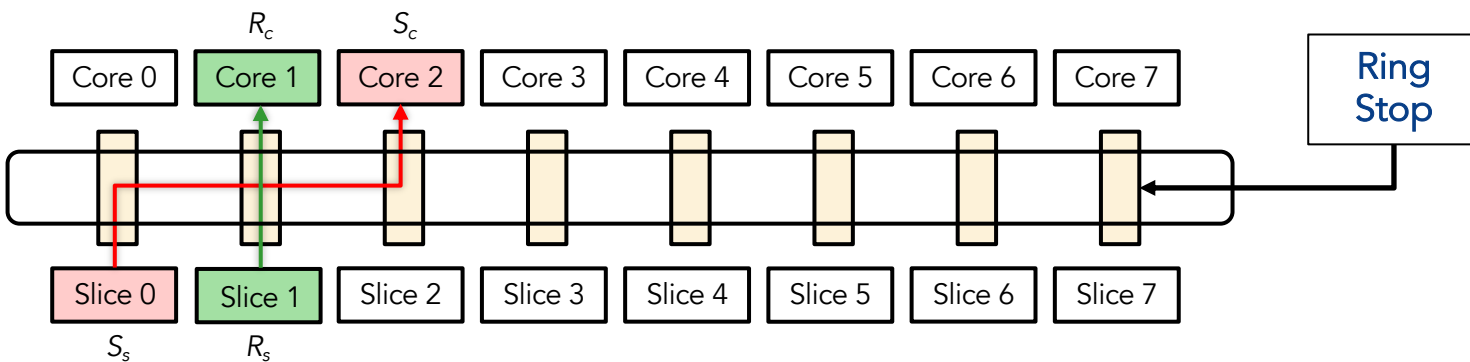 R_c S_c
Core 0 Core 1 Core 2 Core 3 Core 4 Core 5 Core 6 Core 7
Ring
Stop
Slice 0 Slice 1 Slice 2 Slice 3 Slice 4 Slice 5 Slice 6 Slice 7
S_s R_s